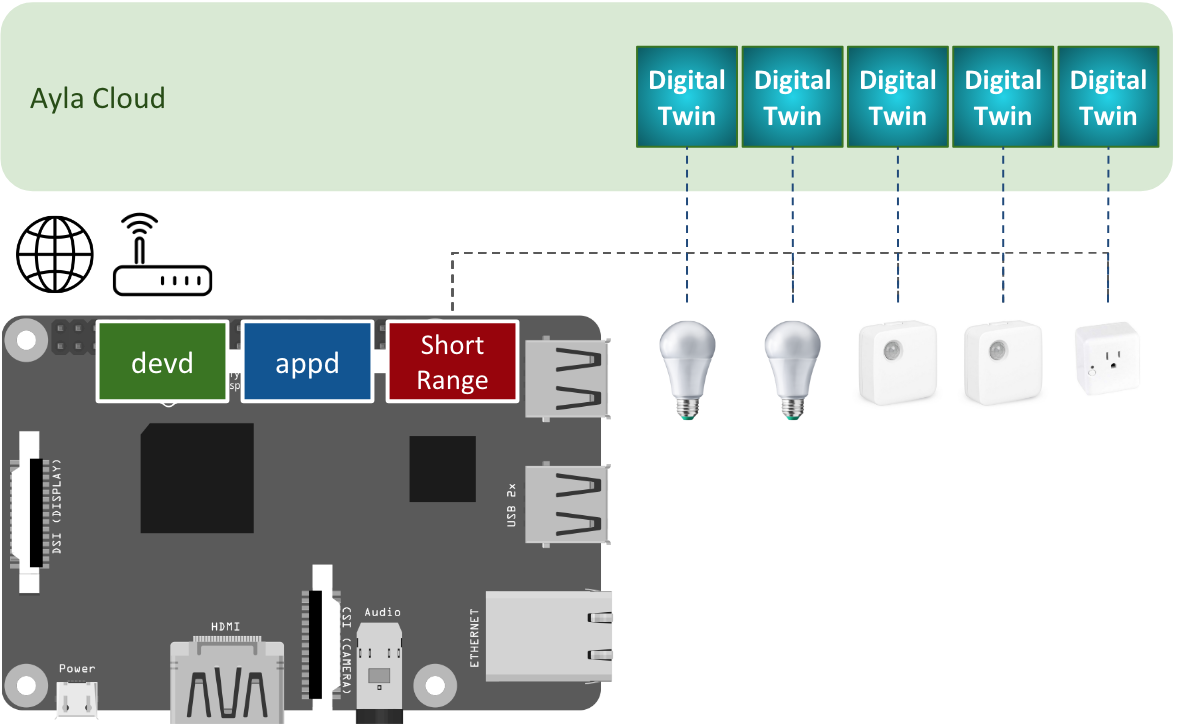 Ayla Cloud
Digital
Twin
Digital
Twin
Digital
Twin
Digital
Twin
Digital
Twin
devd
appd
Short
Range
DSI (DISPLAY)
USB 2x
ETHERNET
CSI (CAMERA)
Audio
HDMI
Power